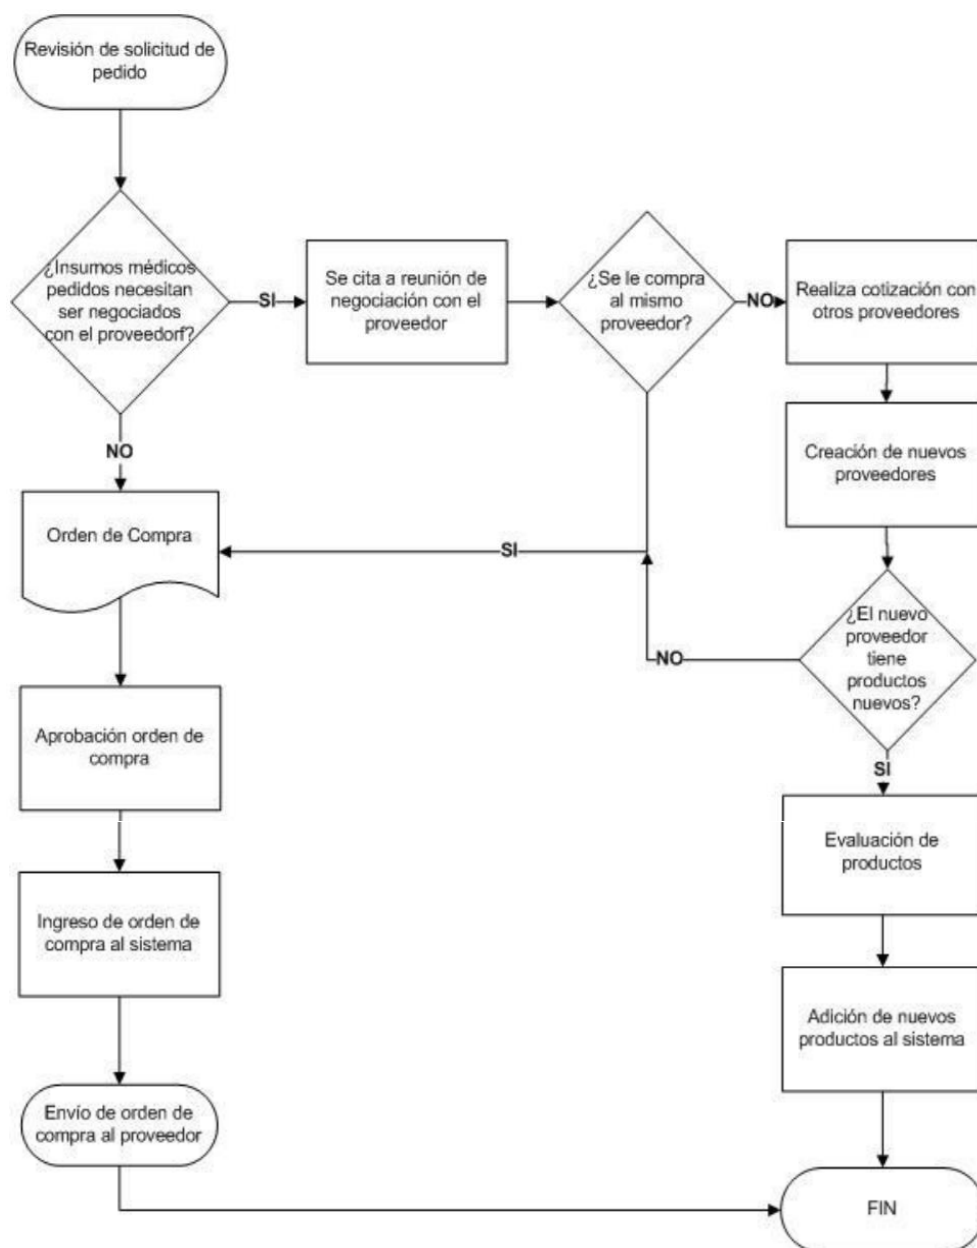 Revisión de solicitud de
pedido
¿Insumos médicos
pedidos necesitan
ser negociados
con el proveedorf?
SI
Se cita a reunión de
negociación con el
proveedor
¿Se le compra
al mismo
proveedor?
NO
Realiza cotización con
otros proveedores
Creación de nuevos
proveedores
NO
Orden de Compra
SI
¿El nuevo
proveedor
tiene
productos
nuevos?
NO
SI
Aprobación orden de
compra
Evaluación de
productos
Ingreso de orden de
compra al sistema
Adición de nuevos
productos al sistema
Envío de orden de
compra al proveedor
FIN